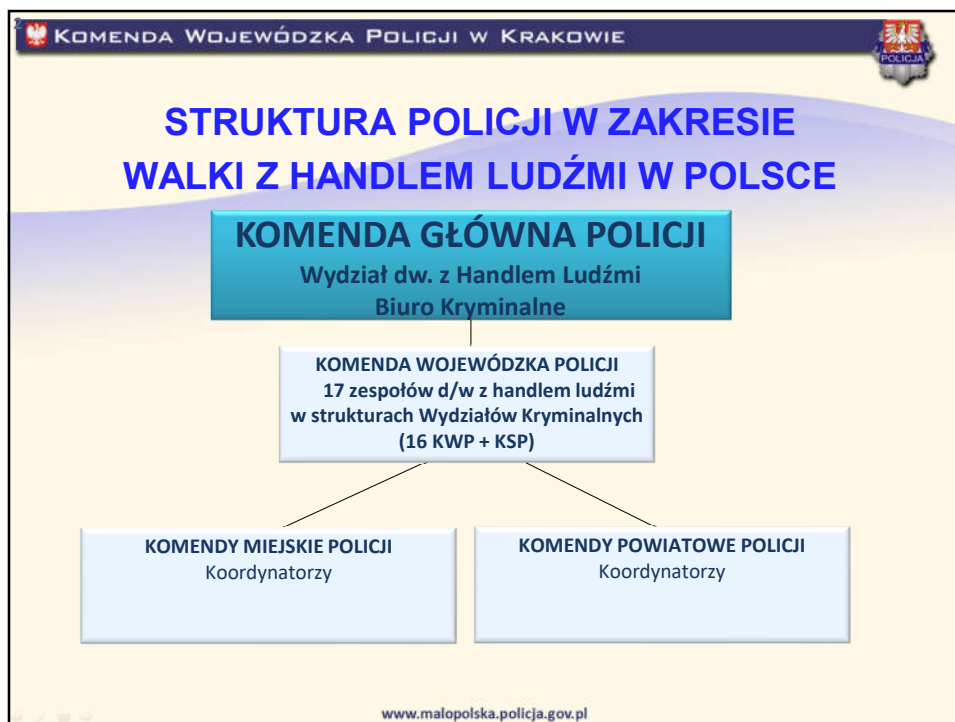 2
KOMENDA WOJEWÓDZKA POLICJI W KRAKOWIE
POLICJA
STRUKTURA POLICJI W ZAKRESIE
WALKI Z HANDLEM LUDŹMI W POLSCE
KOMENDA GŁÓWNA POLICJI
Wydział dw. z Handlem Ludźmi
Biuro Kryminalne
KOMENDA WOJEWÓDZKA POLICJI
17 zespołów d/w z handlem ludźmi
w strukturach Wydziałów Kryminalnych
(16 KWP + KSP)
KOMENDY MIEJSKIE POLICJI
Koordynatorzy
KOMENDY POWIATOWE POLICJI
Koordynatorzy
www.malopolska.policja.gov.pl